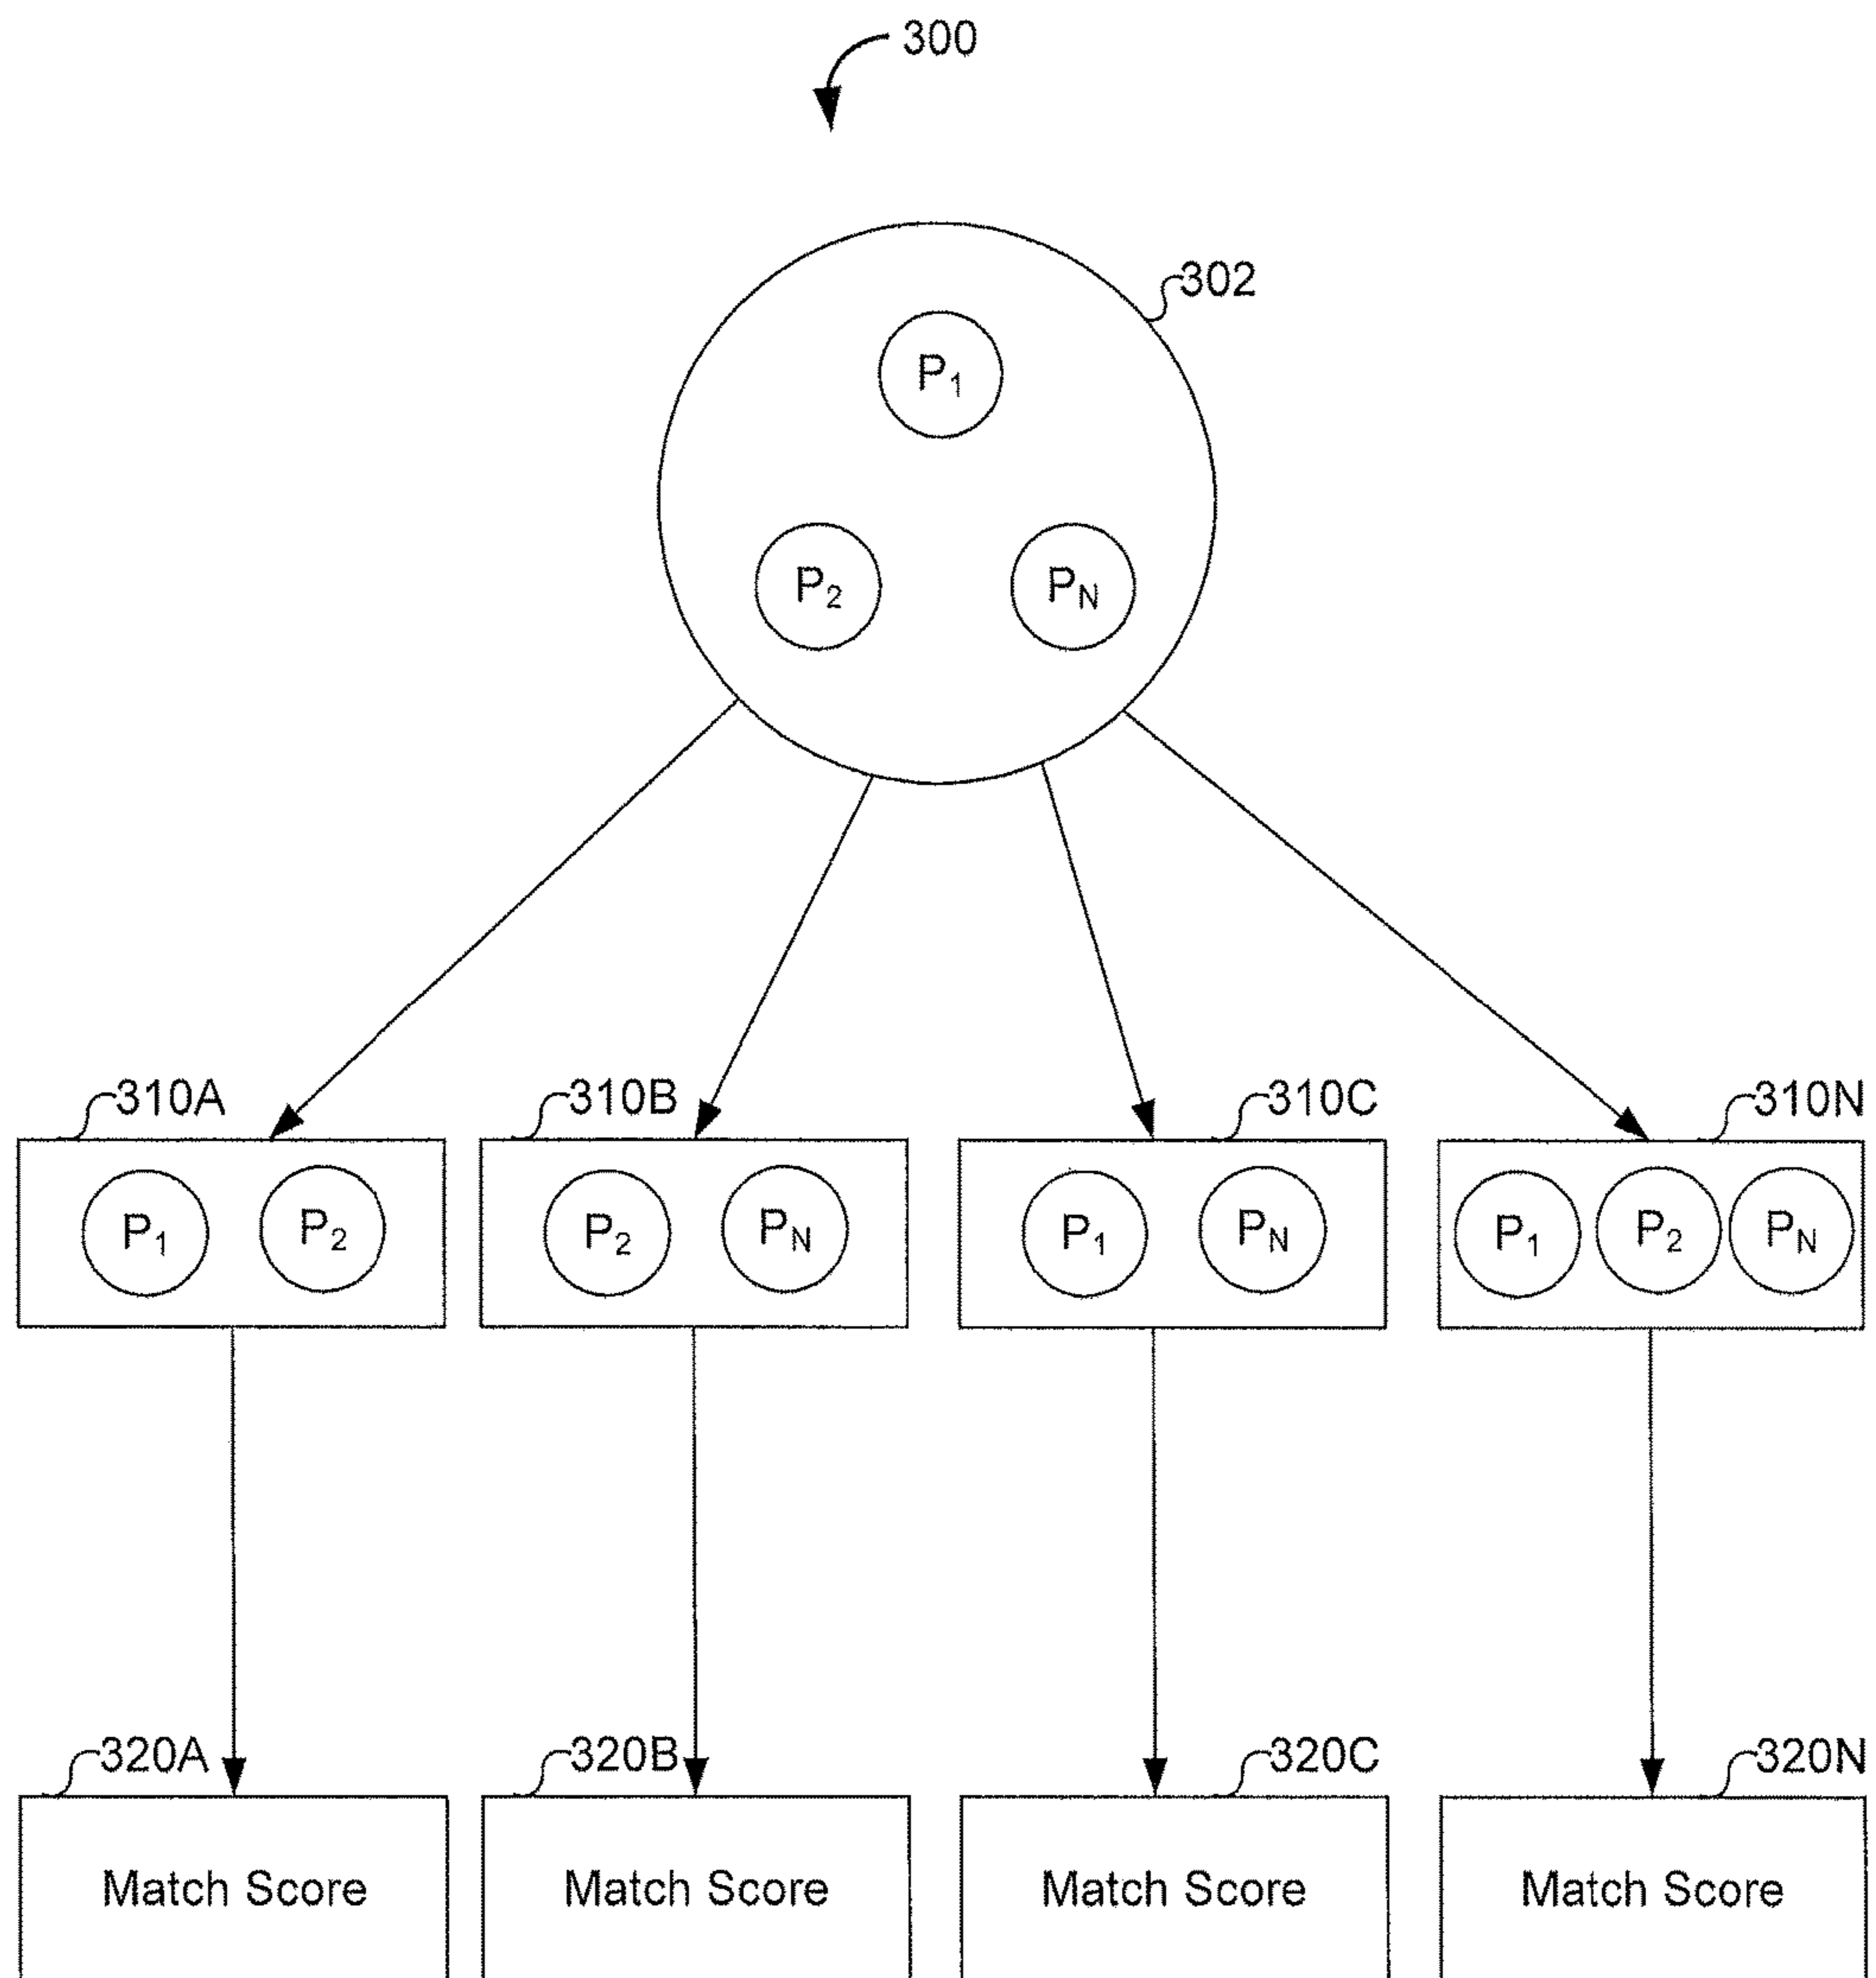 300
302
P₁
P₂ Pₙ
310A 310B 310C 310N
P₁ P₂ P₂ Pₙ P₁ Pₙ P₁ P₂ Pₙ
320A 320B 320C 320N
Match Score Match Score Match Score Match Score